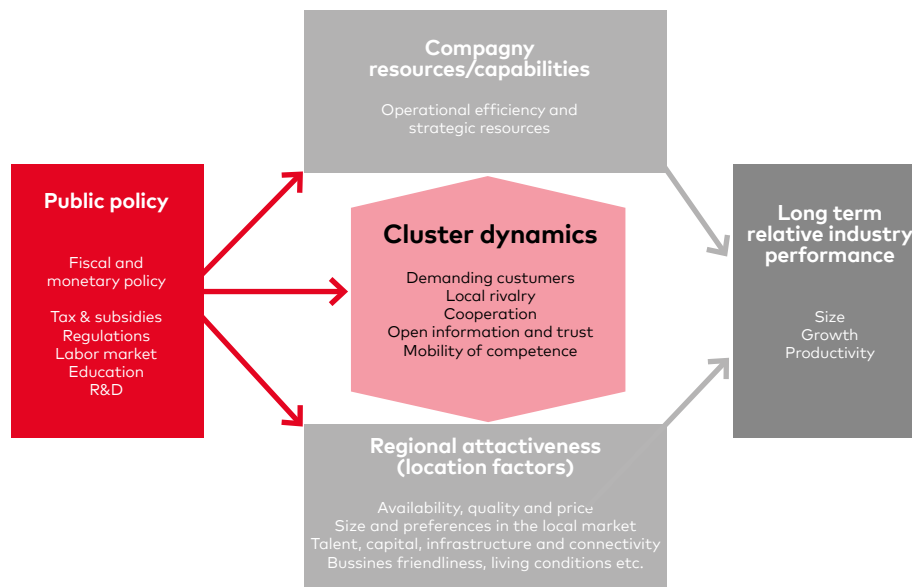 Compagny
resources/capabilities
Operational efficiency and
strategic resources
Public policy
Fiscal and
monetary policy
Tax & subsidies
Regulations
Labor market
Education
R&D
Cluster dynamics
Demanding custumers
Local rivalry
Cooperation
Open information and trust
Mobility of competence
Long term
relative industry
performance
Size
Growth
Productivity
Regional attactiveness
(location factors)
Availability, quality and price
Size and preferences in the local market
Talent, capital, infrastructure and connectivity
Bussines friendliness, living conditions etc.